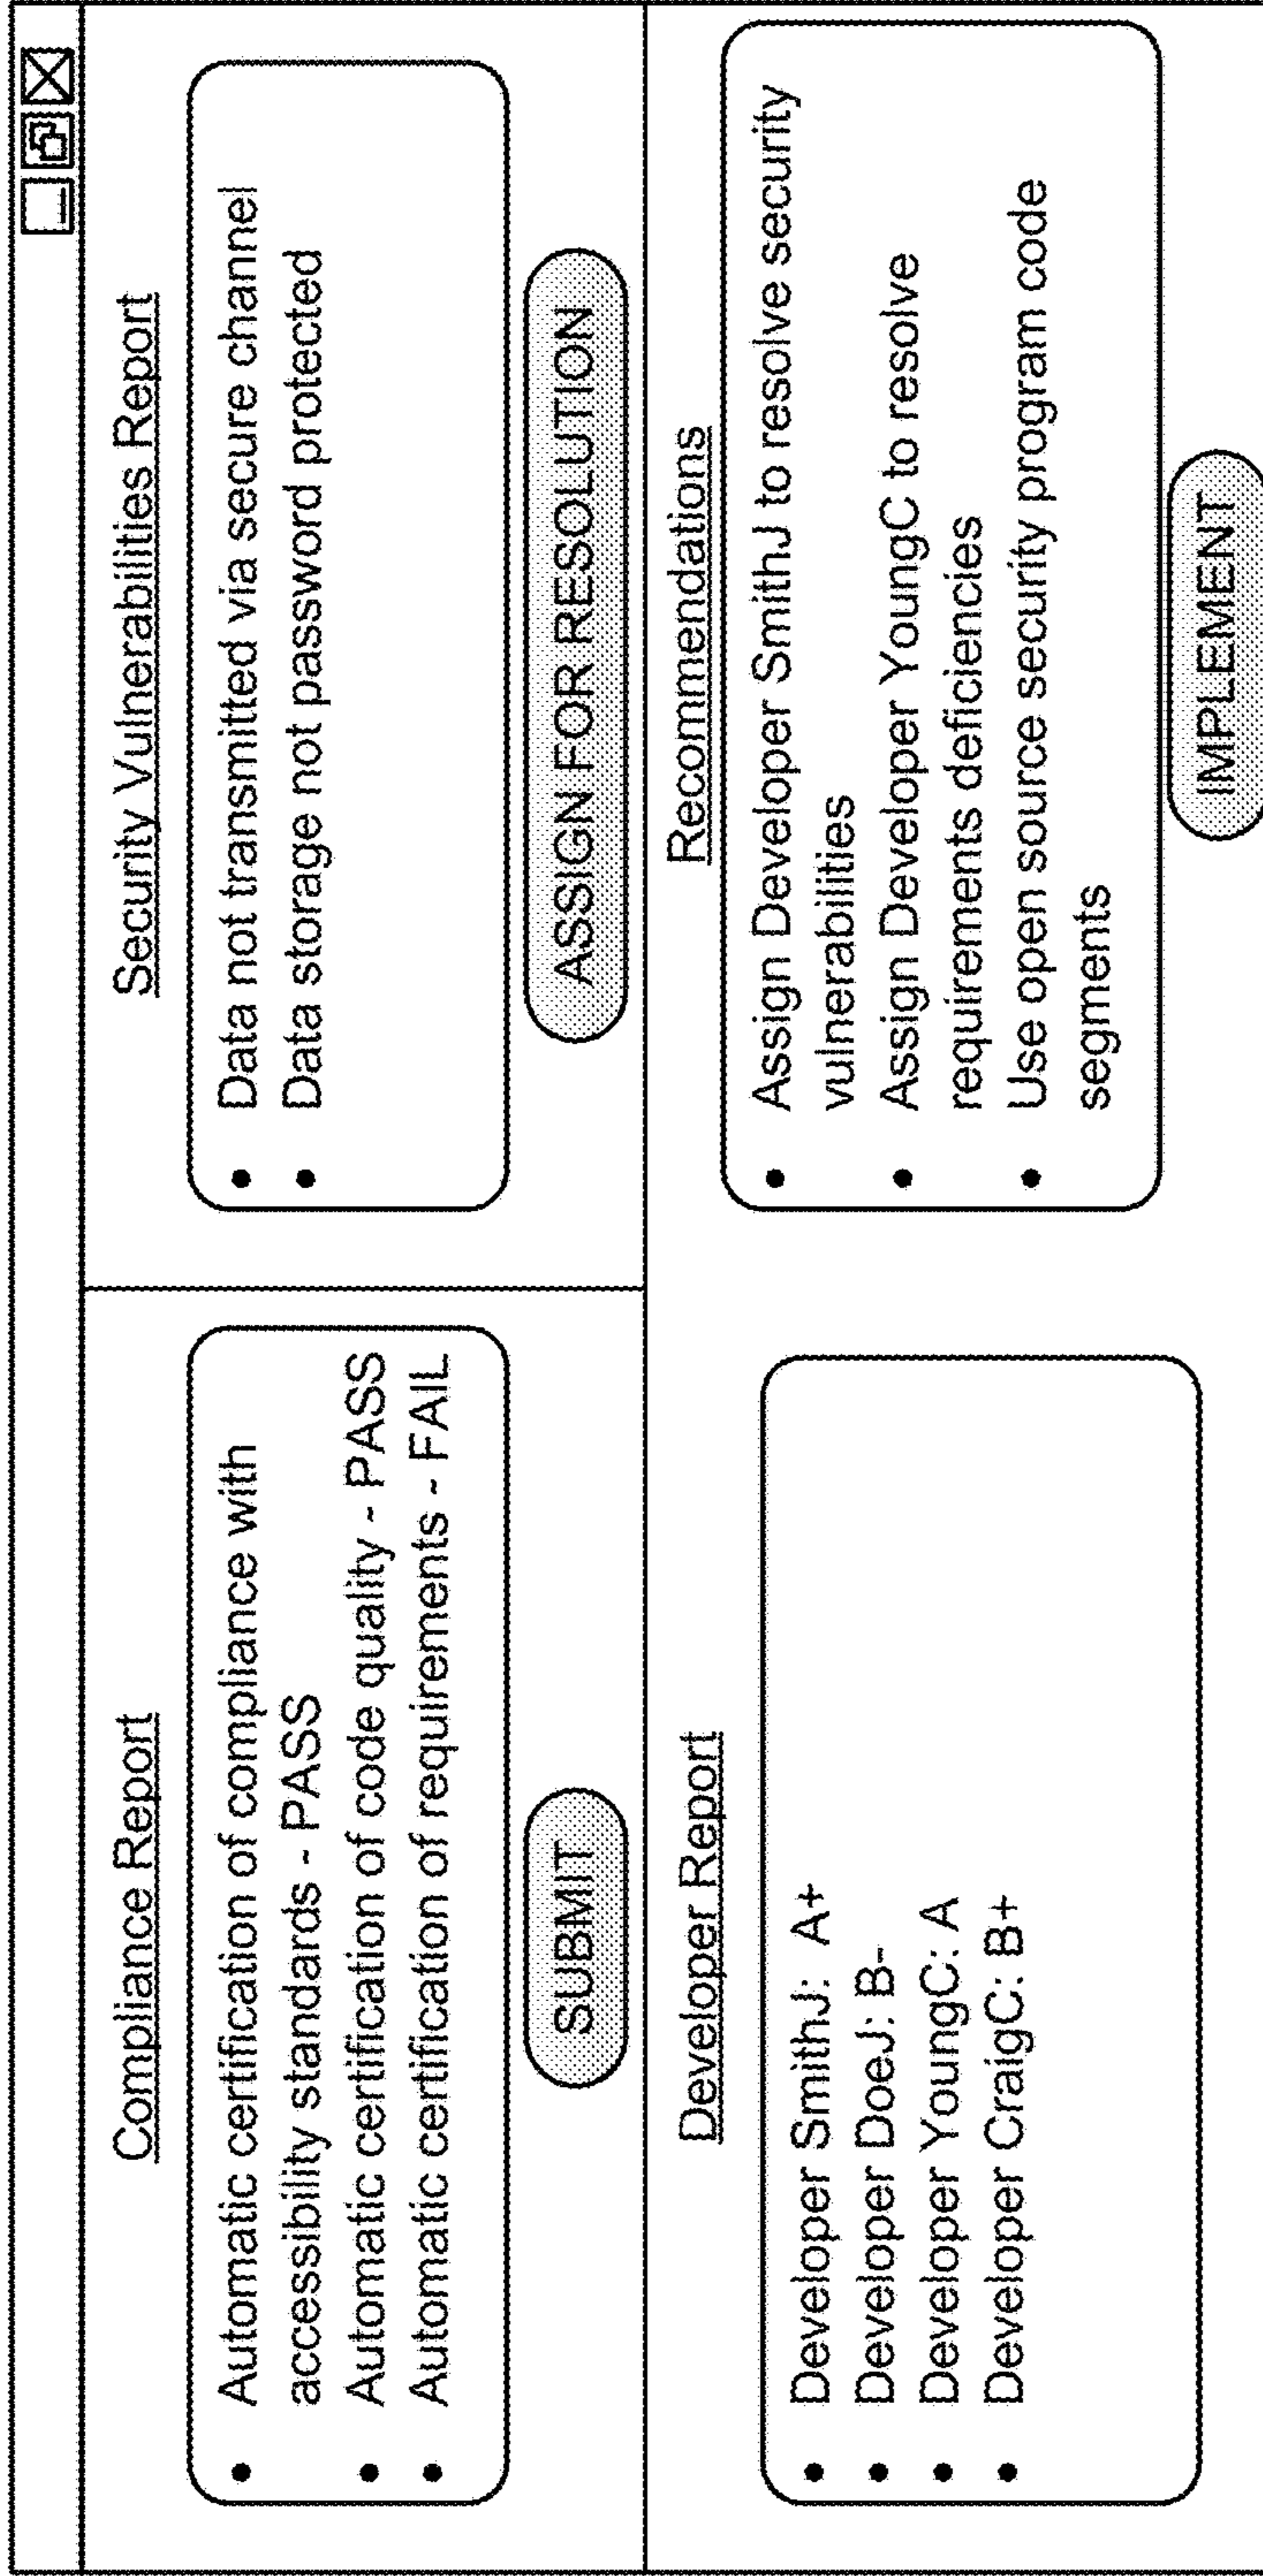 Compliance Report
• Automatic certification of compliance with
accessibility standards - PASS
• Automatic certification of code quality - PASS
• Automatic certification of requirements - FAIL
SUBMIT
Security Vulnerabilities Report
• Data not transmitted via secure channel
• Data storage not password protected
ASSIGN FOR RESOLUTION
Developer Report
• Developer SmithJ: A+
• Developer DoeJ: B-
• Developer YoungC: A
• Developer CraigC: B+
Recommendations
• Assign Developer SmithJ to resolve security
vulnerabilities
• Assign Developer YoungC to resolve
requirements deficiencies
• Use open source security program code
segments
IMPLEMENT